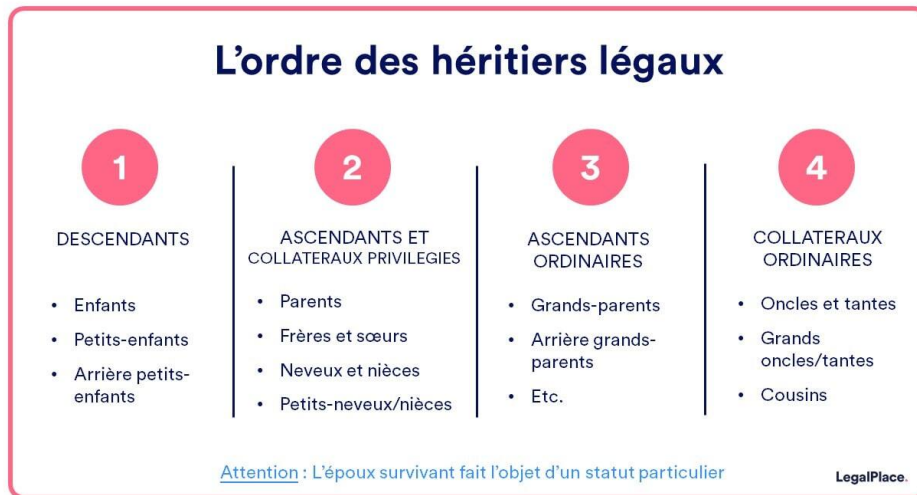 L'ordre des héritiers légaux
1
DESCENDANTS
• Enfants
• Petits-enfants
• Arrière petits-
enfants
2
ASCENDANTS ET
COLLATERAUX PRIVILEGIES
• Parents
• Frères et sœurs
• Neveux et nièces
• Petits-neveux/nièces
3
ASCENDANTS
ORDINAIRES
• Grands-parents
• Arrière grands-
parents
• Etc.
4
COLLATERAUX
ORDINAIRES
• Oncles et tantes
• Grands
oncles/tantes
• Cousins
Attention : L'époux survivant fait l'objet d'un statut particulier
LegalPlace.